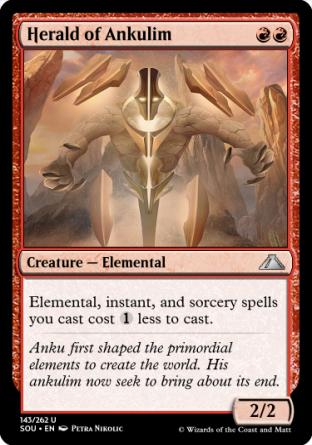 Herald of Ankulim
Creature — Elemental
Elemental, instant, and sorcery spells
you cast cost 1 less to cast.
Anku first shaped the primordial
elements to create the world. His
ankulim now seek to bring about its end.
2/2
143/262 U
SOU • EN Petra Nikolic
© Wizards of the Coast and Matt